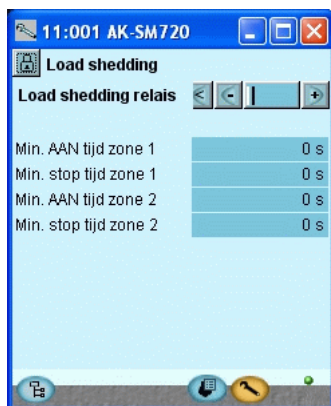 11:001 AK-SM720
Load shedding
Load shedding relais < - +
Min. AAN tijd zone 1 0 s
Min. stop tijd zone 1 0 s
Min. AAN tijd zone 2 0 s
Min. stop tijd zone 2 0 s